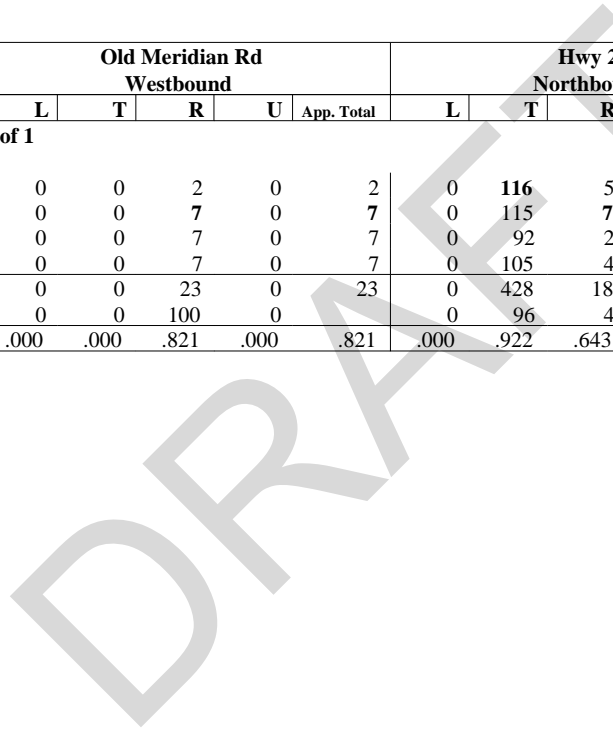 Old Meridian Rd Hwy 2
Westbound
L T R U App. Total L T R
of 1
0 0 2 0 2 0 116 5
0 0 7 0 7 0 115 7
0 0 7 0 7 0 92 2
0 0 7 0 7 0 105 4
0 0 23 0 23 0 428 18
0 0 100 0 0 96 4
.000 .000 .821 .000 .821 .000 .922 .643
DRAFT